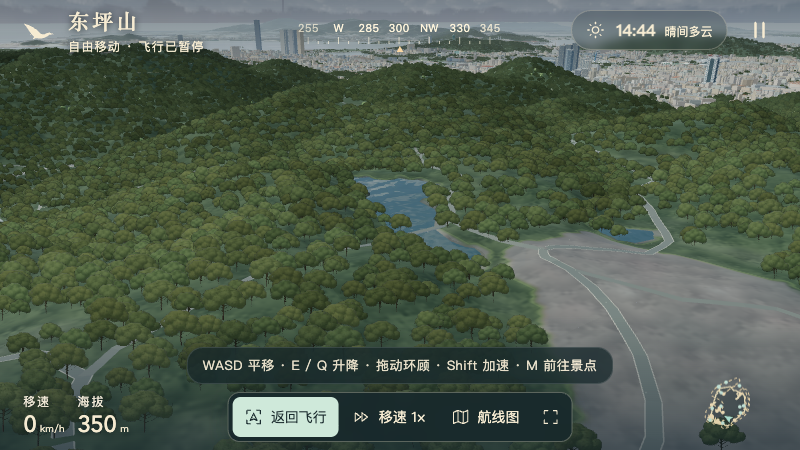 东坪山
自由移动 · 飞行已暂停
255 W 285 300 NW 330 345
14:44 晴间多云
WASD 平移 · E / Q 升降 · 拖动环顾 · Shift 加速 · M 前往景点
移速 海拔
0 km/h 350 m
A 返回飞行 移速 1x 航线图